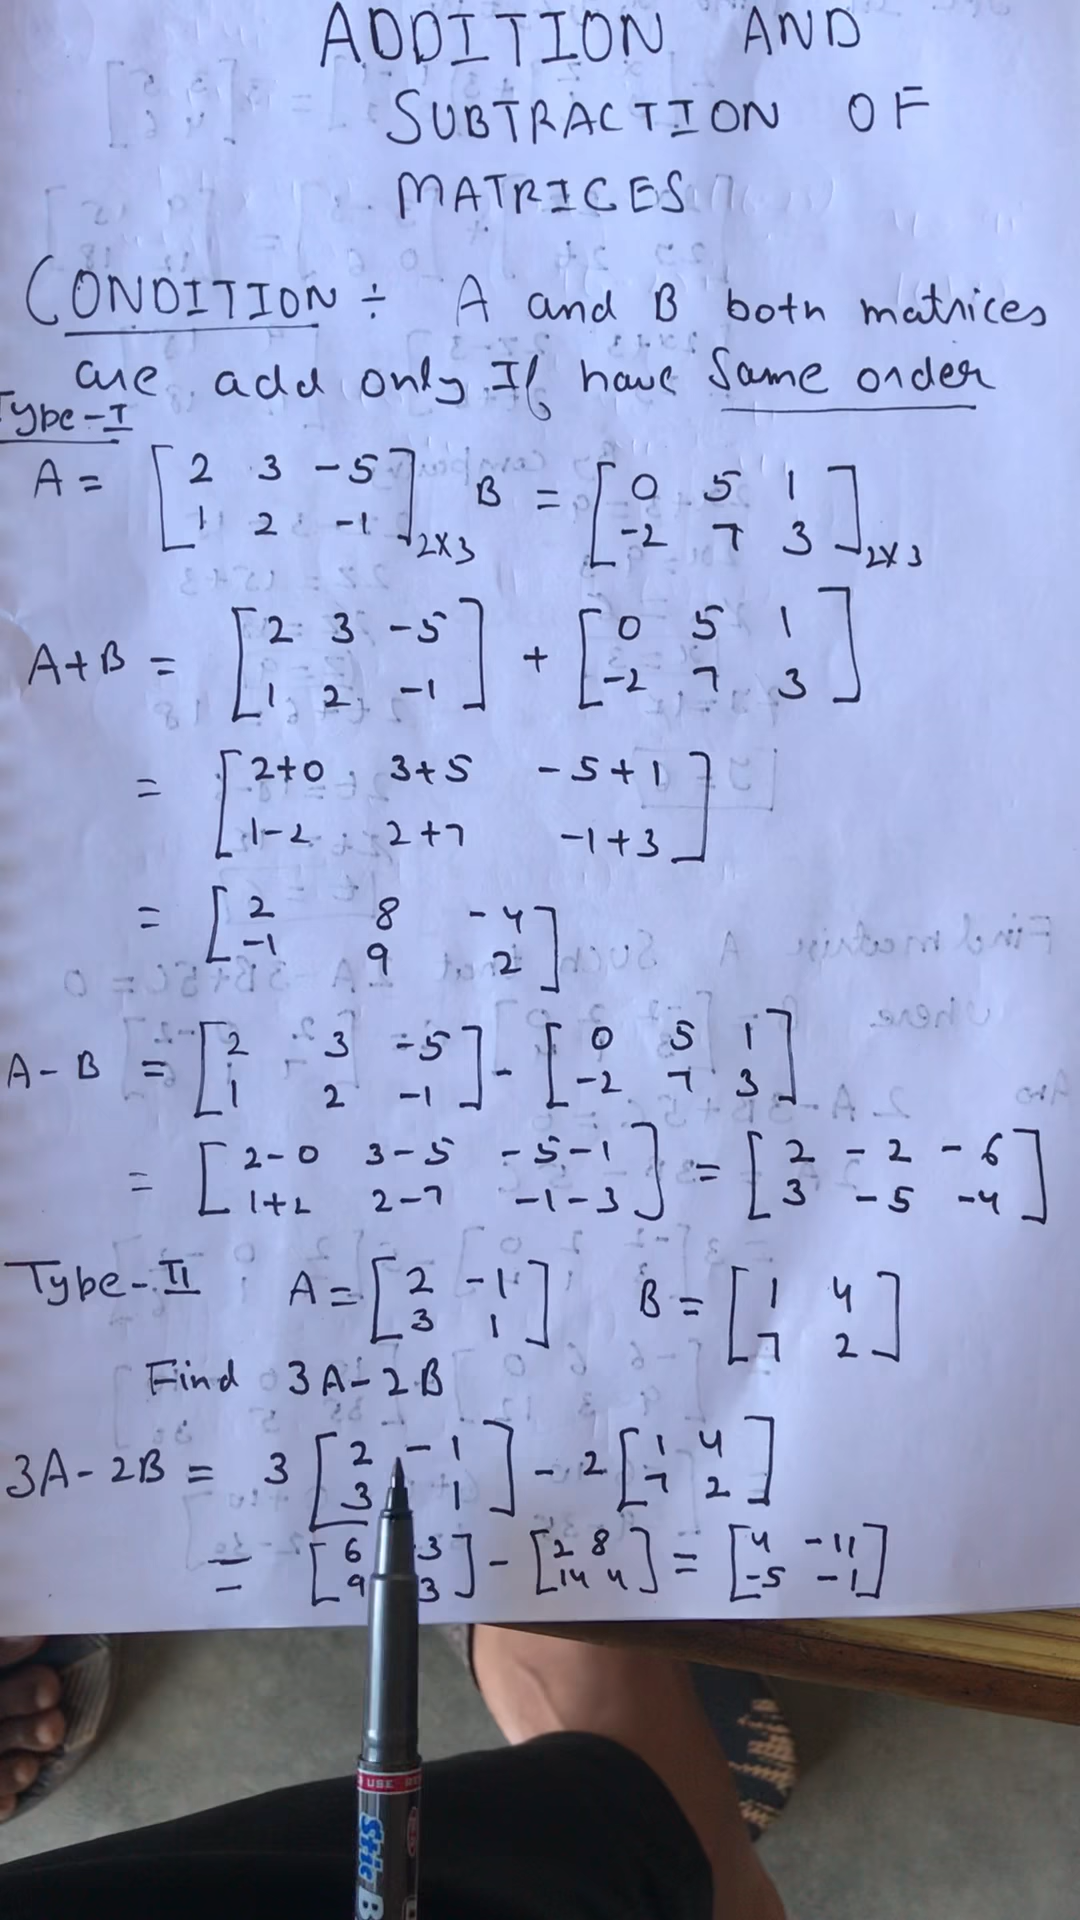 ADDITION AND
SUBTRACTION OF
MATRICES
CONDITION ÷ A and B both matrices
are add only If have Same order
Type-I
A = [2 3 -5
1 2 -1]2X3 B = [0 5 1
-2 7 3]2X3
A+B = [2 3 -5
1 2 -1] + [0 5 1
-2 7 3]
= [2+0 3+5 -5+1
1-2 2+7 -1+3]
= [2 8 -4
-1 9 2]
A-B = [2 3 -5
1 2 -1] - [0 5 1
-2 7 3]
= [2-0 3-5 -5-1
1+2 2-7 -1-3] = [2 -2 -6
3 -5 -4]
Type-II A = [2 -1
3 1] B = [1 4
7 2]
Find 3A-2B
3A-2B = 3 [2 -1
3 1] - 2 [1 4
7 2]
= [6 3
9 3] - [2 8
14 4] = [4 -11
-5 -1]
USE
Stic